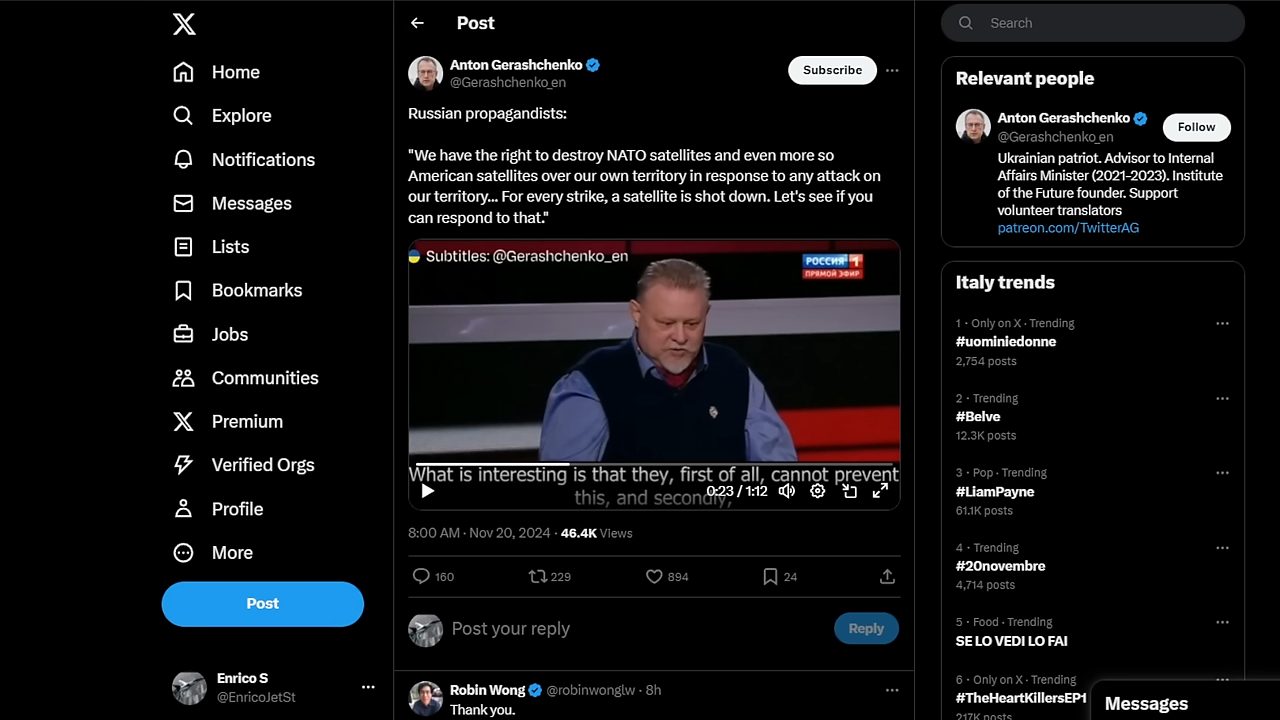 Home
Explore
Notifications
Messages
Lists
Bookmarks
Jobs
Communities
Premium
Verified Orgs
Profile
More
Post
Enrico S
@EnricoJetSt
Post
Anton Gerashchenko
@Gerashchenko_en
Subscribe
Russian propagandists:
"We have the right to destroy NATO satellites and even more so
American satellites over our own territory in response to any attack on
our territory... For every strike, a satellite is shot down. Let's see if you
can respond to that."
Subtitles: @Gerashchenko_en
РОССИЯ 1
ПРЯМОЙ ЭФИР
What is interesting is that they, first of all, cannot prevent
this, and secondly,
0:23 / 1:12
8:00 AM · Nov 20, 2024 · 46.4K Views
160 229 894 24
Post your reply
Reply
Robin Wong @robinwonglw · 8h
Thank you.
Search
Relevant people
Anton Gerashchenko
@Gerashchenko_en
Follow
Ukrainian patriot. Advisor to Internal
Affairs Minister (2021-2023). Institute
of the Future founder. Support
volunteer translators
patreon.com/TwitterAG
Italy trends
1 · Only on X · Trending
#uominiedonne
2,754 posts
2 · Trending
#Belve
12.3K posts
3 · Pop · Trending
#LiamPayne
61.1K posts
4 · Trending
#20novembre
4,714 posts
5 · Food · Trending
SE LO VEDI LO FAI
6 · Only on X · Trending
#TheHeartKillersEP1
217K posts
Messages